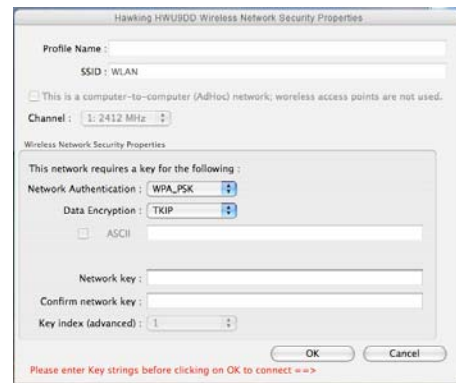 Hawking HWU9DD Wireless Network Security Properties
Profile Name :
SSID : WLAN
This is a computer-to-computer (AdHoc) network; woreless access points are not used.
Channel : 1: 2412 MHz
Wireless Network Security Properties
This network requires a key for the following :
Network Authentication : WPA_PSK
Data Encryption : TKIP
ASCII
Network key :
Confirm network key :
Key index (advanced) : 1
OK Cancel
Please enter Key strings before clicking on OK to connect ==>